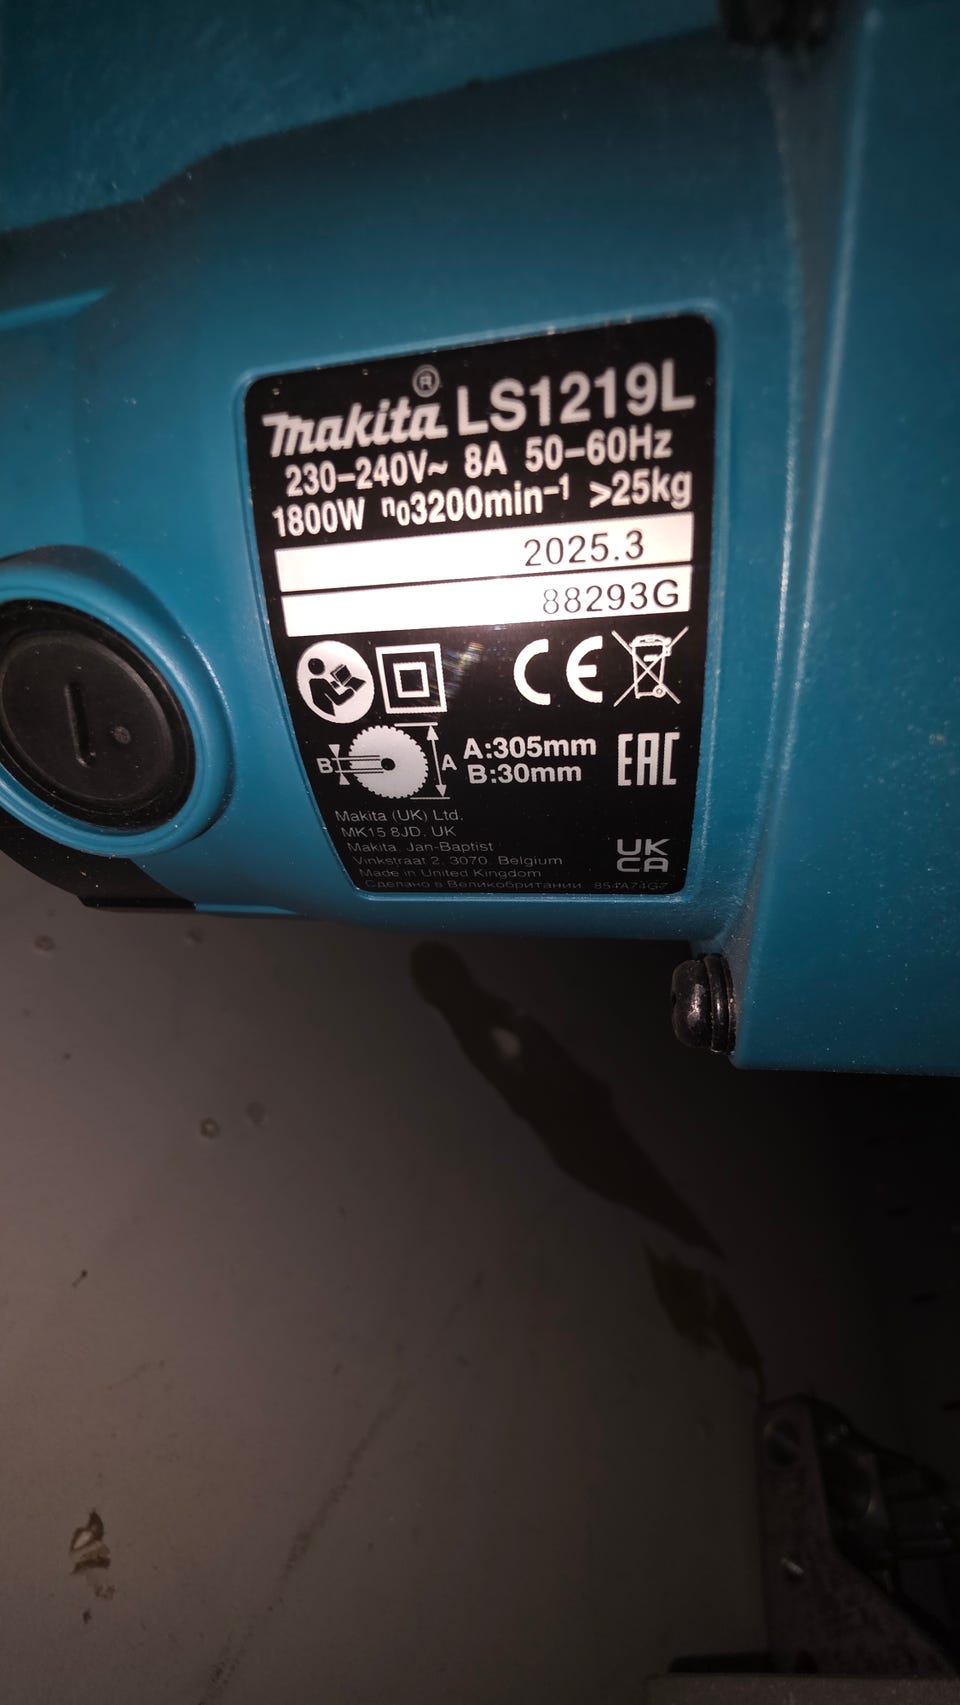 makita® LS1219L
230-240V~ 8A 50-60Hz
1800W n₀3200min⁻¹ >25kg
2025.3
88293G
CE
B A A:305mm
B:30mm
EAC
Makita (UK) Ltd.
MK15 8JD, UK
Makita, Jan-Baptist
Vinkstraat 2, 3070, Belgium
Made in United Kingdom
Сделано в Великобритании
UK
CA